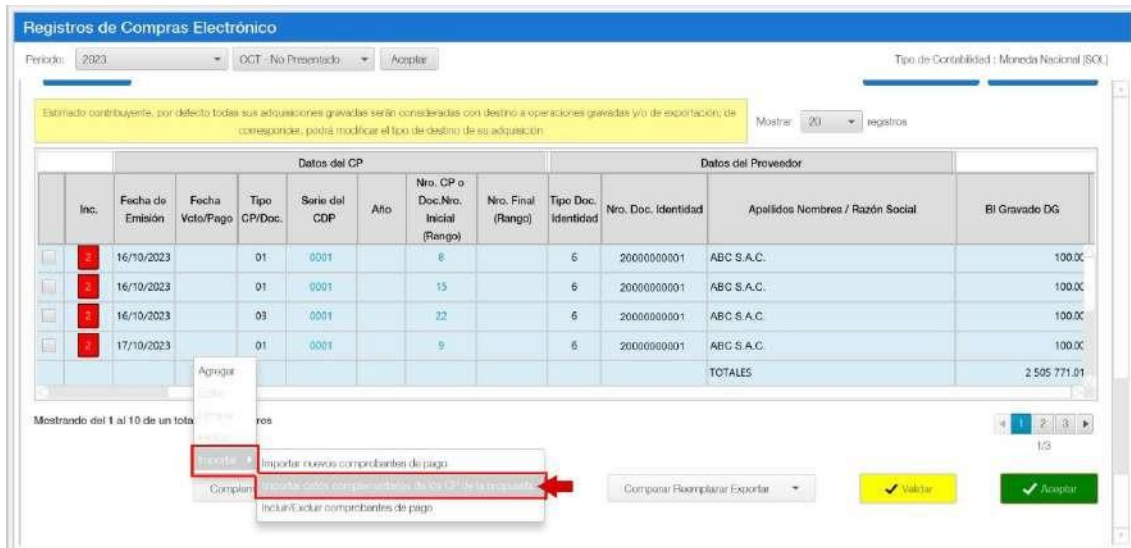 Registros de Compras Electrónico
Periodo: 2023 OCT - No Presentado Aceptar Tipo de Contabilidad : Moneda Nacional (SOL)
Estimado contribuyente, por defecto todas sus adquisiciones gravadas serán consideradas con destino a operaciones gravadas y/o de exportación; de
corresponder, podrá modificar el tipo de destino de su adquisición
Mostrar 20 registros
Datos del CP Datos del Proveedor
Inc. Fecha de Emisión Fecha Vcto/Pago Tipo CP/Doc. Serie del CDP Año Nro. CP o Doc.Nro. Inicial (Rango) Nro. Final (Rango) Tipo Doc. Identidad Nro. Doc. Identidad Apellidos Nombres / Razón Social BI Gravado DG
2 16/10/2023 01 0001 8 6 20000000001 ABC S.A.C. 100.00
2 16/10/2023 01 0001 15 6 20000000001 ABC S.A.C. 100.00
2 16/10/2023 03 0001 22 6 20000000001 ABC S.A.C. 100.00
2 17/10/2023 01 0001 9 6 20000000001 ABC S.A.C. 100.00
TOTALES 2 505 771.01
Agregar
Mostrando del 1 al 10 de un
1 2 3
1/3
Importar
Importar nuevos comprobantes de pago
Importar datos complementarios de los CP de la propuesta
Incluir/Excluir comprobantes de pago
Comparar Reemplazar Exportar Validar Aceptar